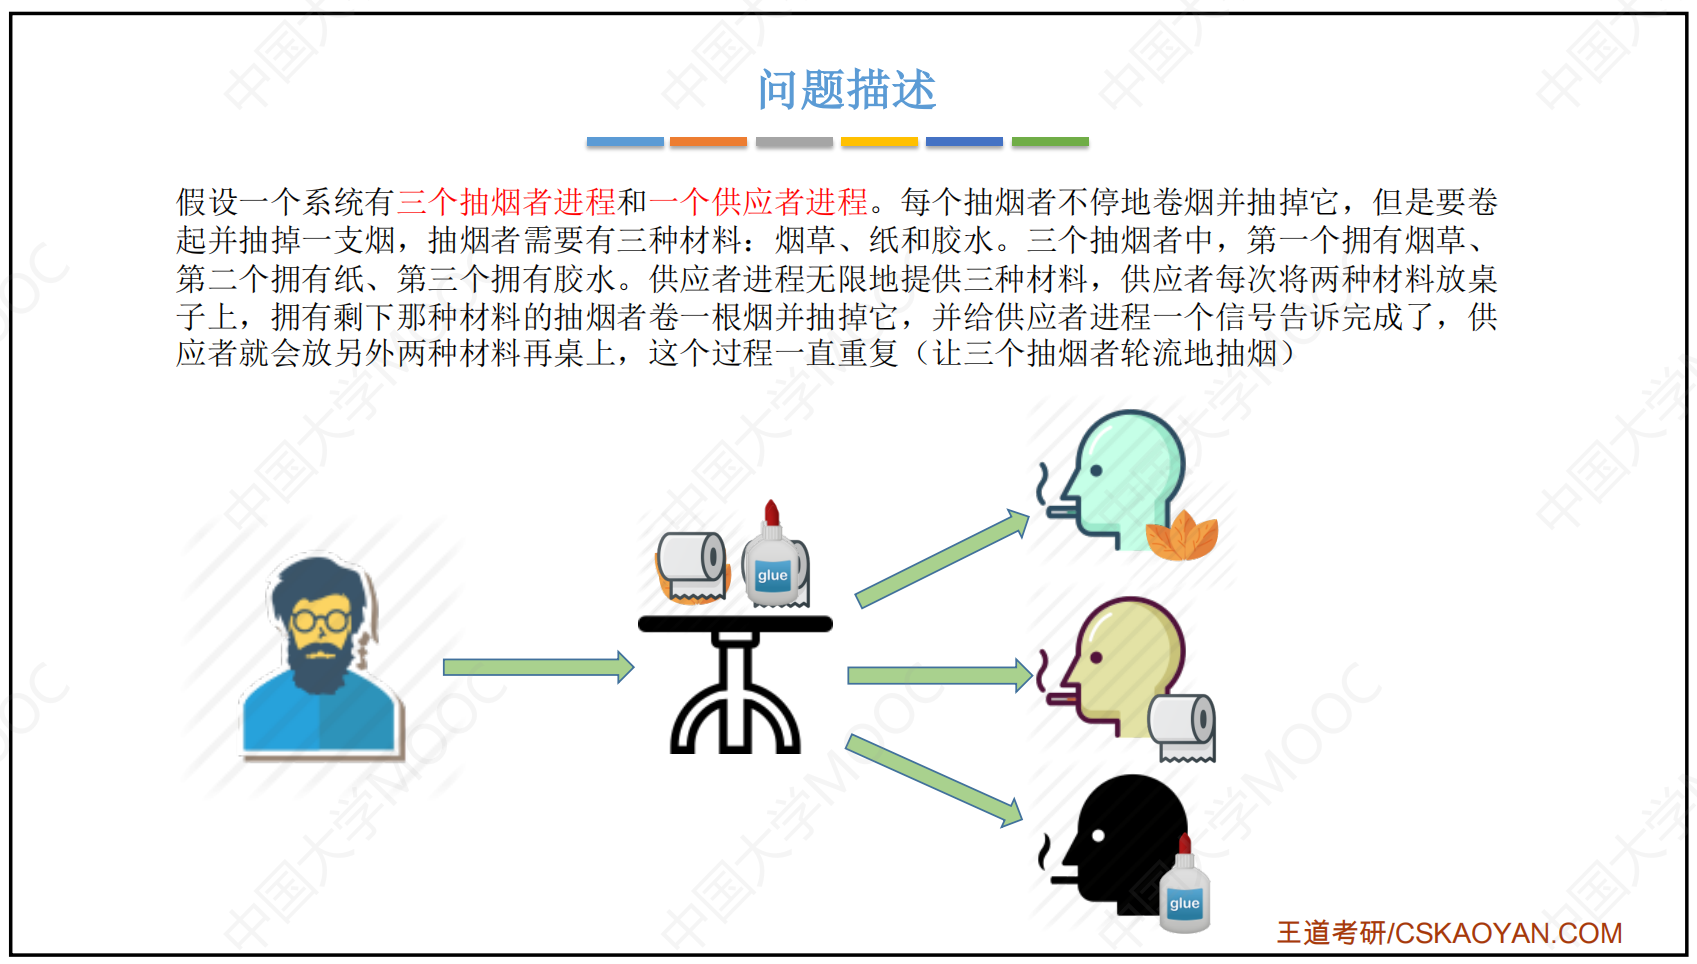 问题描述
假设一个系统有三个抽烟者进程和一个供应者进程。每个抽烟者不停地卷烟并抽掉它，但是要卷
起并抽掉一支烟，抽烟者需要有三种材料：烟草、纸和胶水。三个抽烟者中，第一个拥有烟草、
第二个拥有纸、第三个拥有胶水。供应者进程无限地提供三种材料，供应者每次将两种材料放桌
子上，拥有剩下那种材料的抽烟者卷一根烟并抽掉它，并给供应者进程一个信号告诉完成了，供
应者就会放另外两种材料再桌上，这个过程一直重复（让三个抽烟者轮流地抽烟）
glue
glue
王道考研/CSKAOYAN.COM
中国大学MOOC